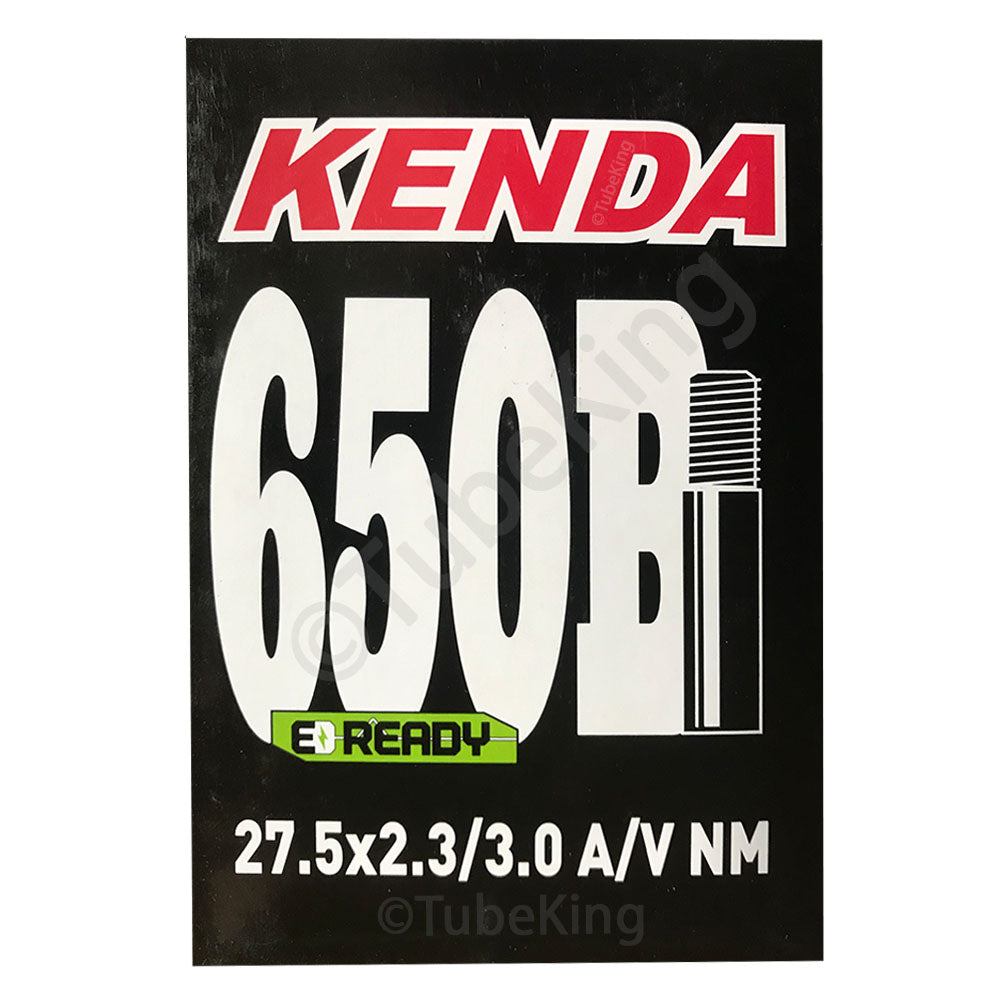 KENDA
©TubeKing
650B
©TubeKing
E READY
27.5x2.3/3.0 A/V NM
©TubeKing